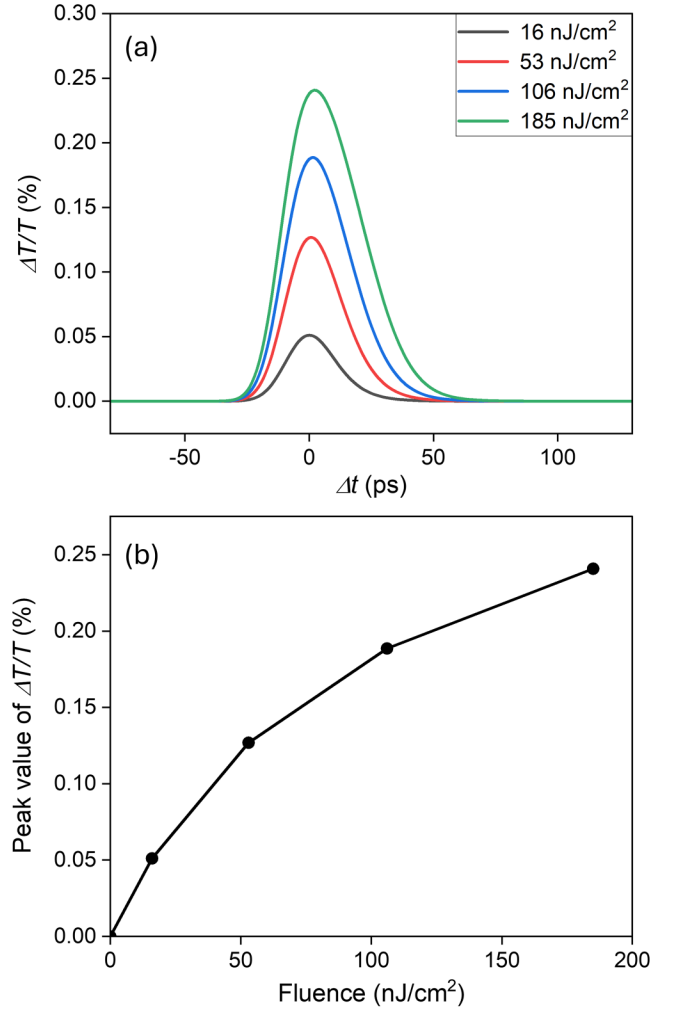 (a)
16 nJ/cm²
53 nJ/cm²
106 nJ/cm²
185 nJ/cm²
0.30
0.25
0.20
0.15
0.10
0.05
0.00
ΔT/T (%)
-50 0 50 100
Δt (ps)
(b)
0.25
0.20
0.15
0.10
0.05
0.00
Peak value of ΔT/T (%)
0 50 100 150 200
Fluence (nJ/cm²)